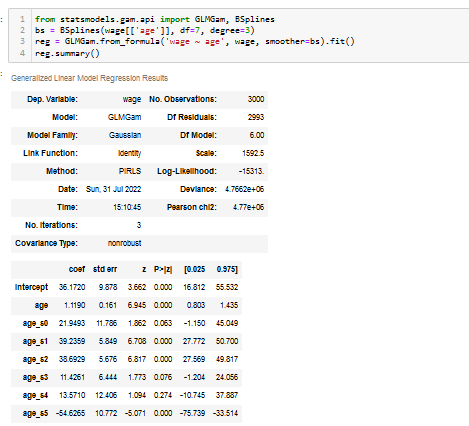 1 from statsmodels.gam.api import GLMGam, BSplines
2 bs = BSplines(wage[['age']], df=7, degree=3)
3 reg = GLMGam.from_formula('wage ~ age', wage, smoother=bs).fit()
4 reg.summary()
Generalized Linear Model Regression Results
Dep. Variable: wage No. Observations: 3000
Model: GLMGam Df Residuals: 2993
Model Family: Gaussian Df Model: 6.00
Link Function: Identity Scale: 1592.5
Method: PIRLS Log-Likelihood: -15313.
Date: Sun, 31 Jul 2022 Deviance: 4.7662e+06
Time: 15:10:45 Pearson chi2: 4.77e+06
No. Iterations: 3
Covariance Type: nonrobust
coef std err z P>|z| [0.025 0.975]
Intercept 36.1720 9.878 3.662 0.000 16.812 55.532
age 1.1190 0.161 6.945 0.000 0.803 1.435
age_s0 21.9493 11.786 1.862 0.063 -1.150 45.049
age_s1 39.2359 5.849 6.708 0.000 27.772 50.700
age_s2 38.6929 5.676 6.817 0.000 27.569 49.817
age_s3 11.4261 6.444 1.773 0.076 -1.204 24.056
age_s4 13.5710 12.406 1.094 0.274 -10.745 37.887
age_s5 -54.6265 10.772 -5.071 0.000 -75.739 -33.514